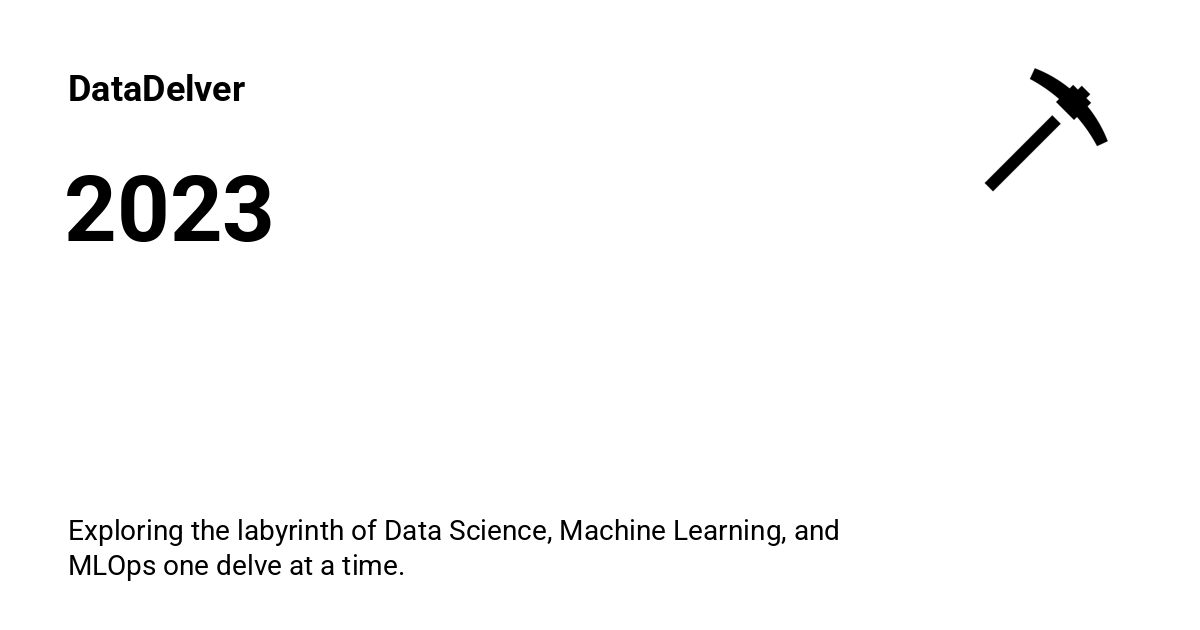 DataDelver
2023
Exploring the labyrinth of Data Science, Machine Learning, and
MLOps one delve at a time.